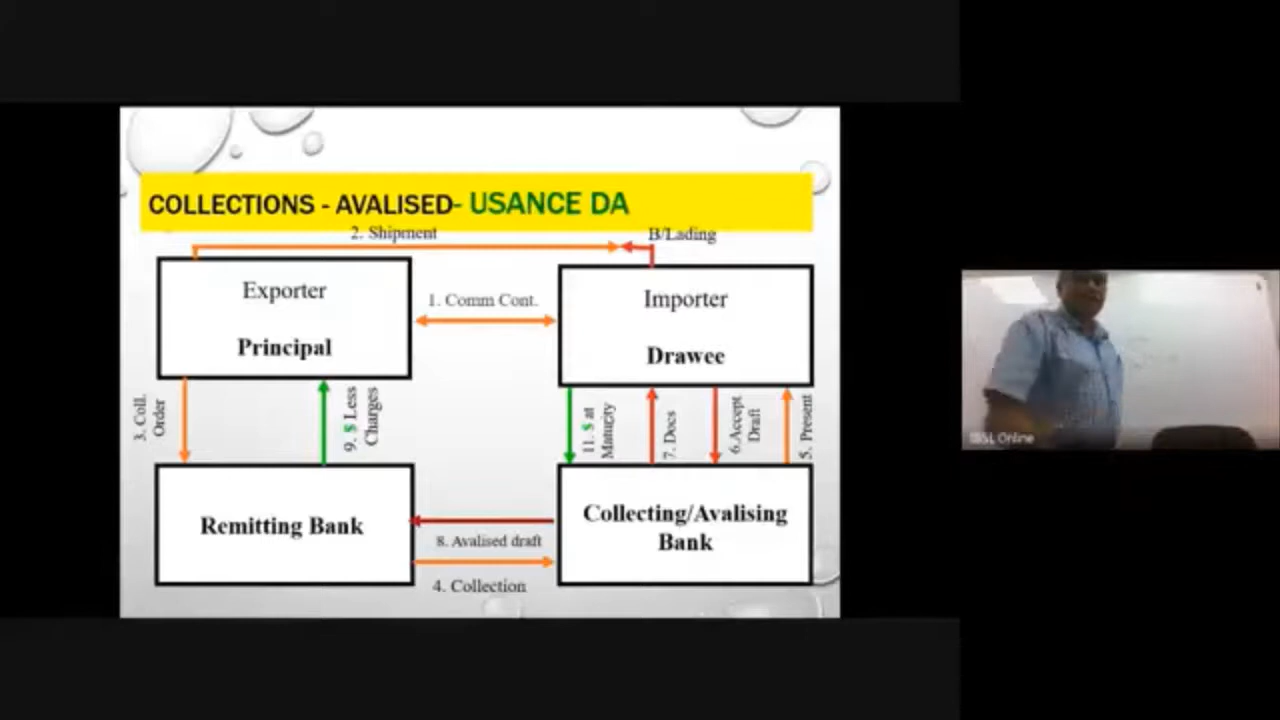 COLLECTIONS - AVALISED- USANCE DA
2. Shipment
B/Lading
Exporter
Principal
1. Comm Cont.
Importer
Drawee
3. Coll.
Order
9. $ Less
Charges
11. $ at
Maturity
7. Docs
6.Accept
Draft
5. Present
Remitting Bank
8. Avalised draft
4. Collection
Collecting/Avalising
Bank
IBSL Online